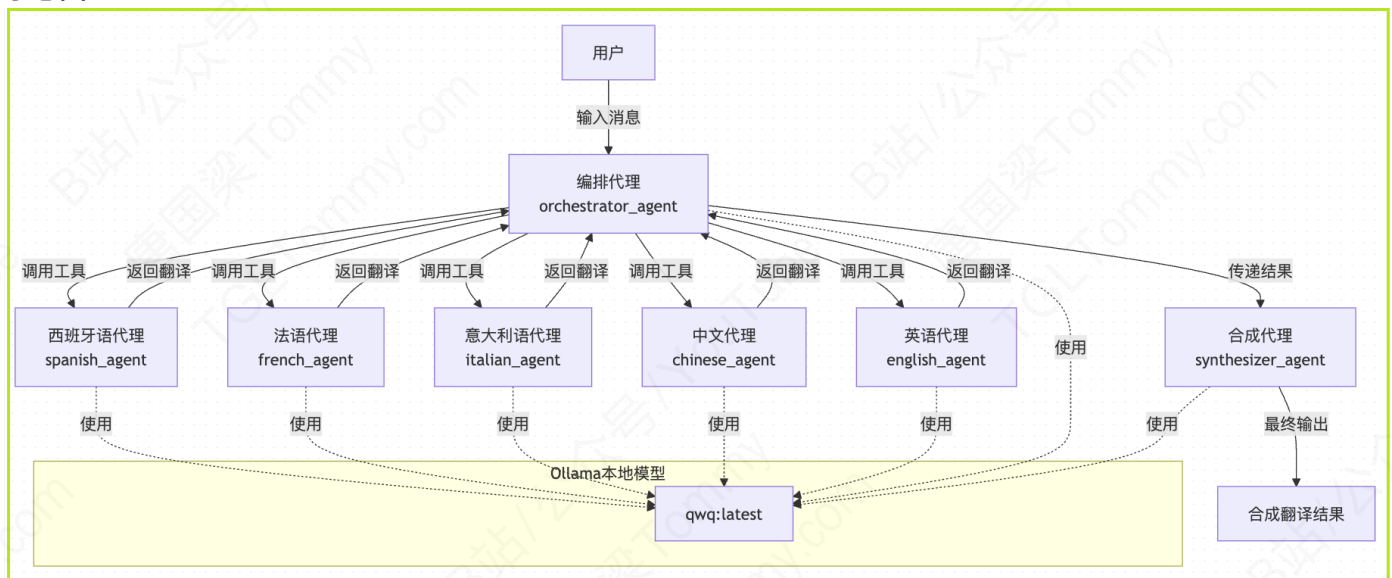 用户
输入消息
编排代理
orchestrator_agent
调用工具
返回翻译
调用工具
返回翻译
调用工具
返回翻译
调用工具
返回翻译
调用工具
返回翻译
传递结果
西班牙语代理
spanish_agent
法语代理
french_agent
意大利语代理
italian_agent
中文代理
chinese_agent
英语代理
english_agent
使用
合成代理
synthesizer_agent
使用
使用
使用
使用
使用
使用
最终输出
Ollama本地模型
qwq:latest
合成翻译结果